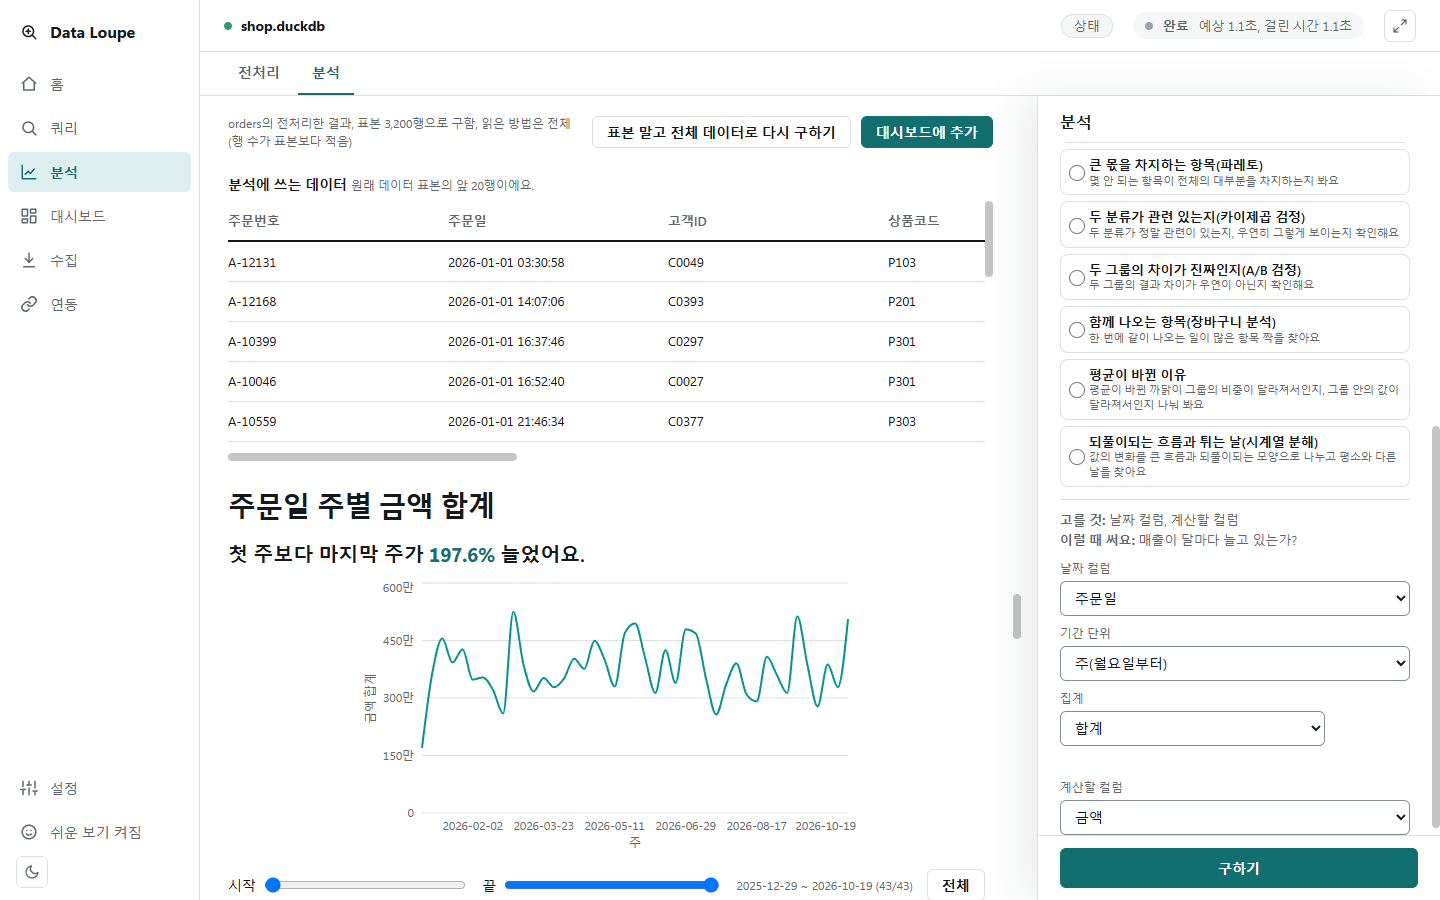 Data Loupe
홈
쿼리
분석
대시보드
수집
연동
설정
쉬운 보기 켜짐
shop.duckdb
상태
완료 예상 1.1초, 걸린 시간 1.1초
전처리
분석
orders의 전처리한 결과, 표본 3,200행으로 구함, 읽은 방법은 전체
(행 수가 표본보다 적음)
표본 말고 전체 데이터로 다시 구하기
대시보드에 추가
분석에 쓰는 데이터 원래 데이터 표본의 앞 20행이에요.
주문번호 주문일 고객ID 상품코드
A-12131 2026-01-01 03:30:58 C0049 P103
A-12168 2026-01-01 14:07:06 C0393 P201
A-10399 2026-01-01 16:37:46 C0297 P301
A-10046 2026-01-01 16:52:40 C0027 P301
A-10559 2026-01-01 21:46:34 C0377 P303
주문일 주별 금액 합계
첫 주보다 마지막 주가 197.6% 늘었어요.
금액 합계
600만
450만
300만
150만
0
2026-02-02 2026-03-23 2026-05-11 2026-06-29 2026-08-17 2026-10-19
주
시작
끝
2025-12-29 ~ 2026-10-19 (43/43)
전체
분석
큰 몫을 차지하는 항목(파레토)
몇 안 되는 항목이 전체의 대부분을 차지하는지 봐요
두 분류가 관련 있는지(카이제곱 검정)
두 분류가 정말 관련이 있는지, 우연히 그렇게 보이는지 확인해요
두 그룹의 차이가 진짜인지(A/B 검정)
두 그룹의 결과 차이가 우연이 아닌지 확인해요
함께 나오는 항목(장바구니 분석)
한 번에 같이 나오는 일이 많은 항목 짝을 찾아요
평균이 바뀐 이유
평균이 바뀐 까닭이 그룹의 비중이 달라져서인지, 그룹 안의 값이
달라져서인지 나눠 봐요
되풀이되는 흐름과 튀는 날(시계열 분해)
값의 변화를 큰 흐름과 되풀이되는 모양으로 나누고 평소와 다른
날을 찾아요
고를 것: 날짜 컬럼, 계산할 컬럼
이럴 때 써요: 매출이 달마다 늘고 있는가?
날짜 컬럼
주문일
기간 단위
주(월요일부터)
집계
합계
계산할 컬럼
금액
구하기